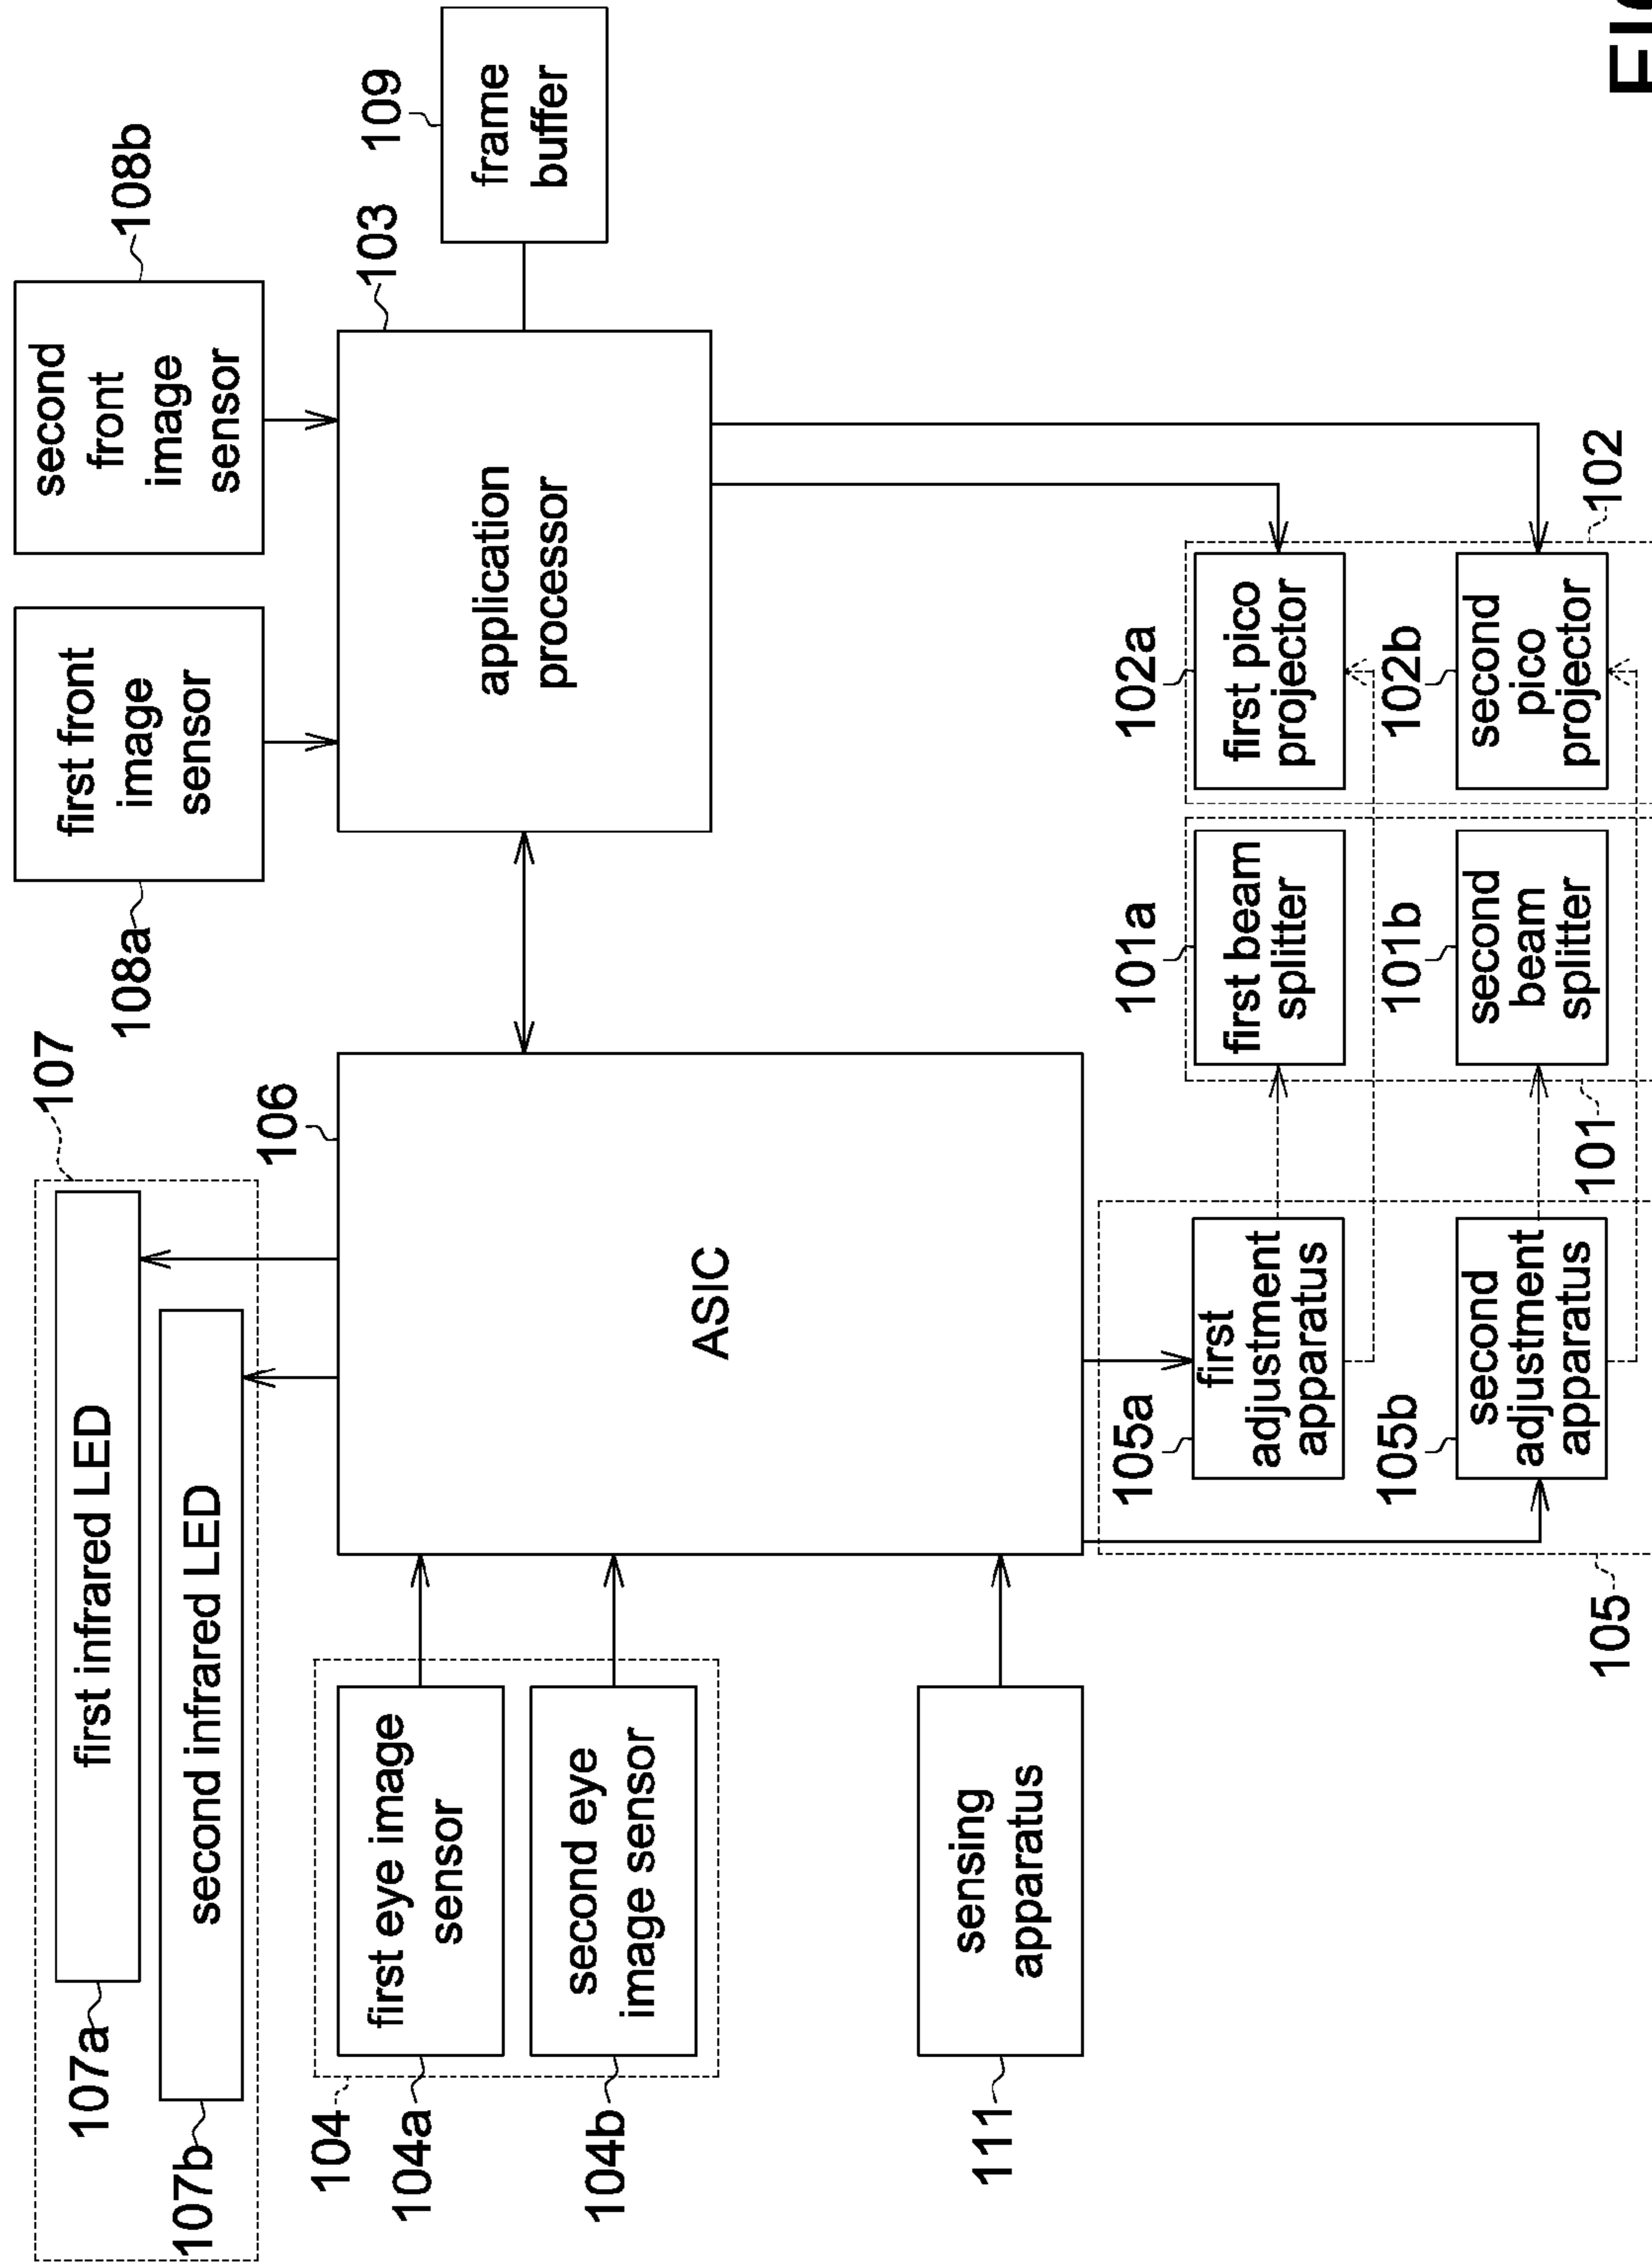 107
107a
first infrared LED
107b
second infrared LED
108a
first front
image
sensor
108b
second
front
image
sensor
104
104a
first eye image
sensor
104b
second eye
image sensor
111
sensing
apparatus
106
ASIC
103
application
processor
109
frame
buffer
105
105a
first
adjustment
apparatus
105b
second
adjustment
apparatus
101
101a
first beam
splitter
101b
second
beam
splitter
102
102a
first pico
projector
102b
second
pico
projector